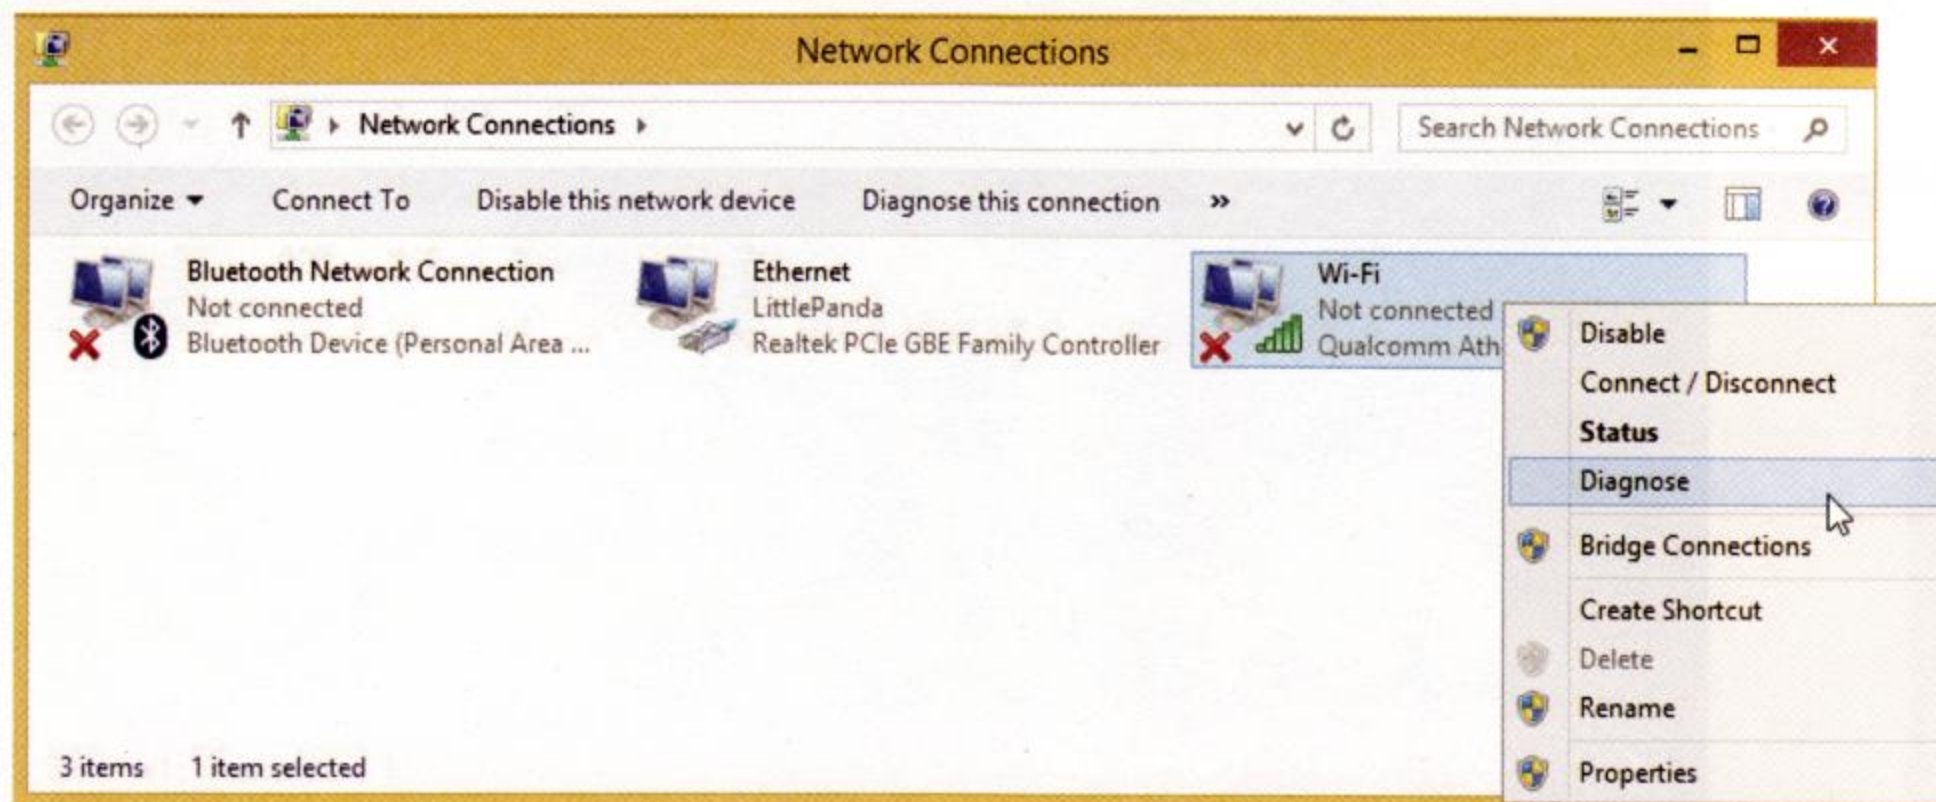 Network Connections
Network Connections
Search Network Connections
Organize Connect To Disable this network device Diagnose this connection »
Bluetooth Network Connection
Not connected
Bluetooth Device (Personal Area ...
Ethernet
LittlePanda
Realtek PCIe GBE Family Controller
Wi-Fi
Not connected
Qualcomm Ath
Disable
Connect / Disconnect
Status
Diagnose
Bridge Connections
Create Shortcut
Delete
Rename
Properties
3 items 1 item selected